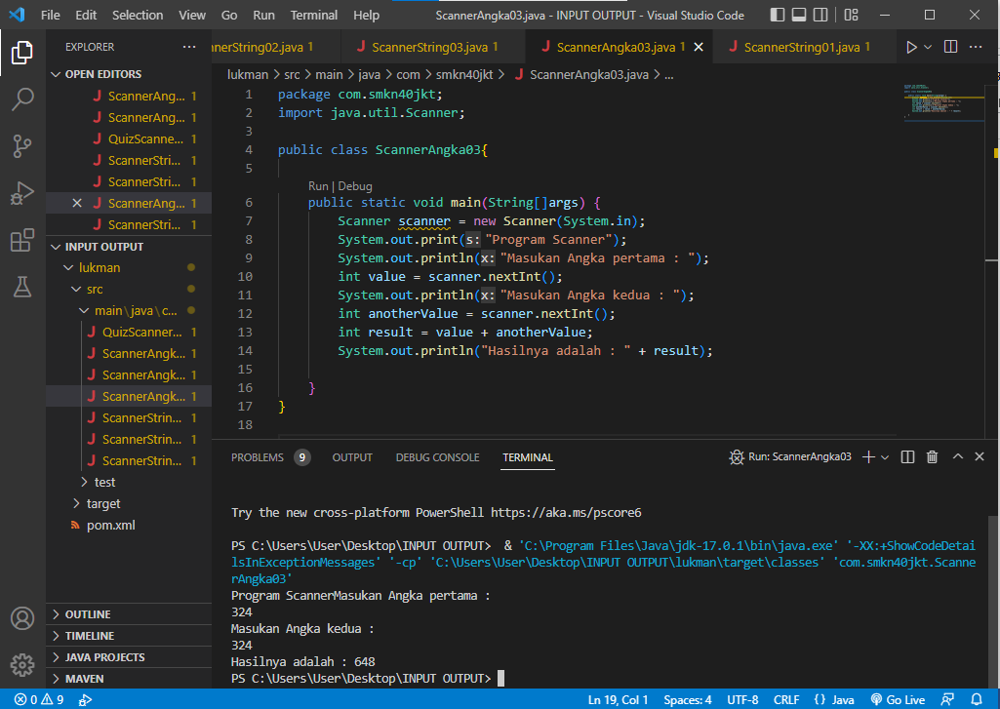 File Edit Selection View Go Run Terminal Help ScannerAngka03.java - INPUT OUTPUT - Visual Studio Code
EXPLORER
nnerString02.java 1 ScannerString03.java 1 ScannerAngka03.java 1 ScannerString01.java 1
OPEN EDITORS
ScannerAng... 1
ScannerAng... 1
QuizScanne... 1
ScannerStri... 1
ScannerStri... 1
ScannerAng... 1
ScannerStri... 1
INPUT OUTPUT
lukman
src
main\java\c...
QuizScanner... 1
ScannerAngk... 1
ScannerAngk... 1
ScannerAngk... 1
ScannerStrin... 1
ScannerStrin... 1
ScannerStrin... 1
test
target
pom.xml
OUTLINE
TIMELINE
JAVA PROJECTS
MAVEN
lukman > src > main > java > com > smkn40jkt > ScannerAngka03.java > ...
1 package com.smkn40jkt;
2 import java.util.Scanner;
3
4 public class ScannerAngka03{
5
Run | Debug
6 public static void main(String[]args) {
7 Scanner scanner = new Scanner(System.in);
8 System.out.print(s: "Program Scanner");
9 System.out.println(x: "Masukan Angka pertama : ");
10 int value = scanner.nextInt();
11 System.out.println(x: "Masukan Angka kedua : ");
12 int anotherValue = scanner.nextInt();
13 int result = value + anotherValue;
14 System.out.println("Hasilnya adalah : " + result);
15
16 }
17 }
18
PROBLEMS 9 OUTPUT DEBUG CONSOLE TERMINAL Run: ScannerAngka03
Try the new cross-platform PowerShell https://aka.ms/pscore6
PS C:\Users\User\Desktop\INPUT OUTPUT> & 'C:\Program Files\Java\jdk-17.0.1\bin\java.exe' '-XX:+ShowCodeDetai
lsInExceptionMessages' '-cp' 'C:\Users\User\Desktop\INPUT OUTPUT\lukman\target\classes' 'com.smkn40jkt.Scanne
rAngka03'
Program ScannerMasukan Angka pertama :
324
Masukan Angka kedua :
324
Hasilnya adalah : 648
PS C:\Users\User\Desktop\INPUT OUTPUT>
0 9 Ln 19, Col 1 Spaces: 4 UTF-8 CRLF {} Java Go Live